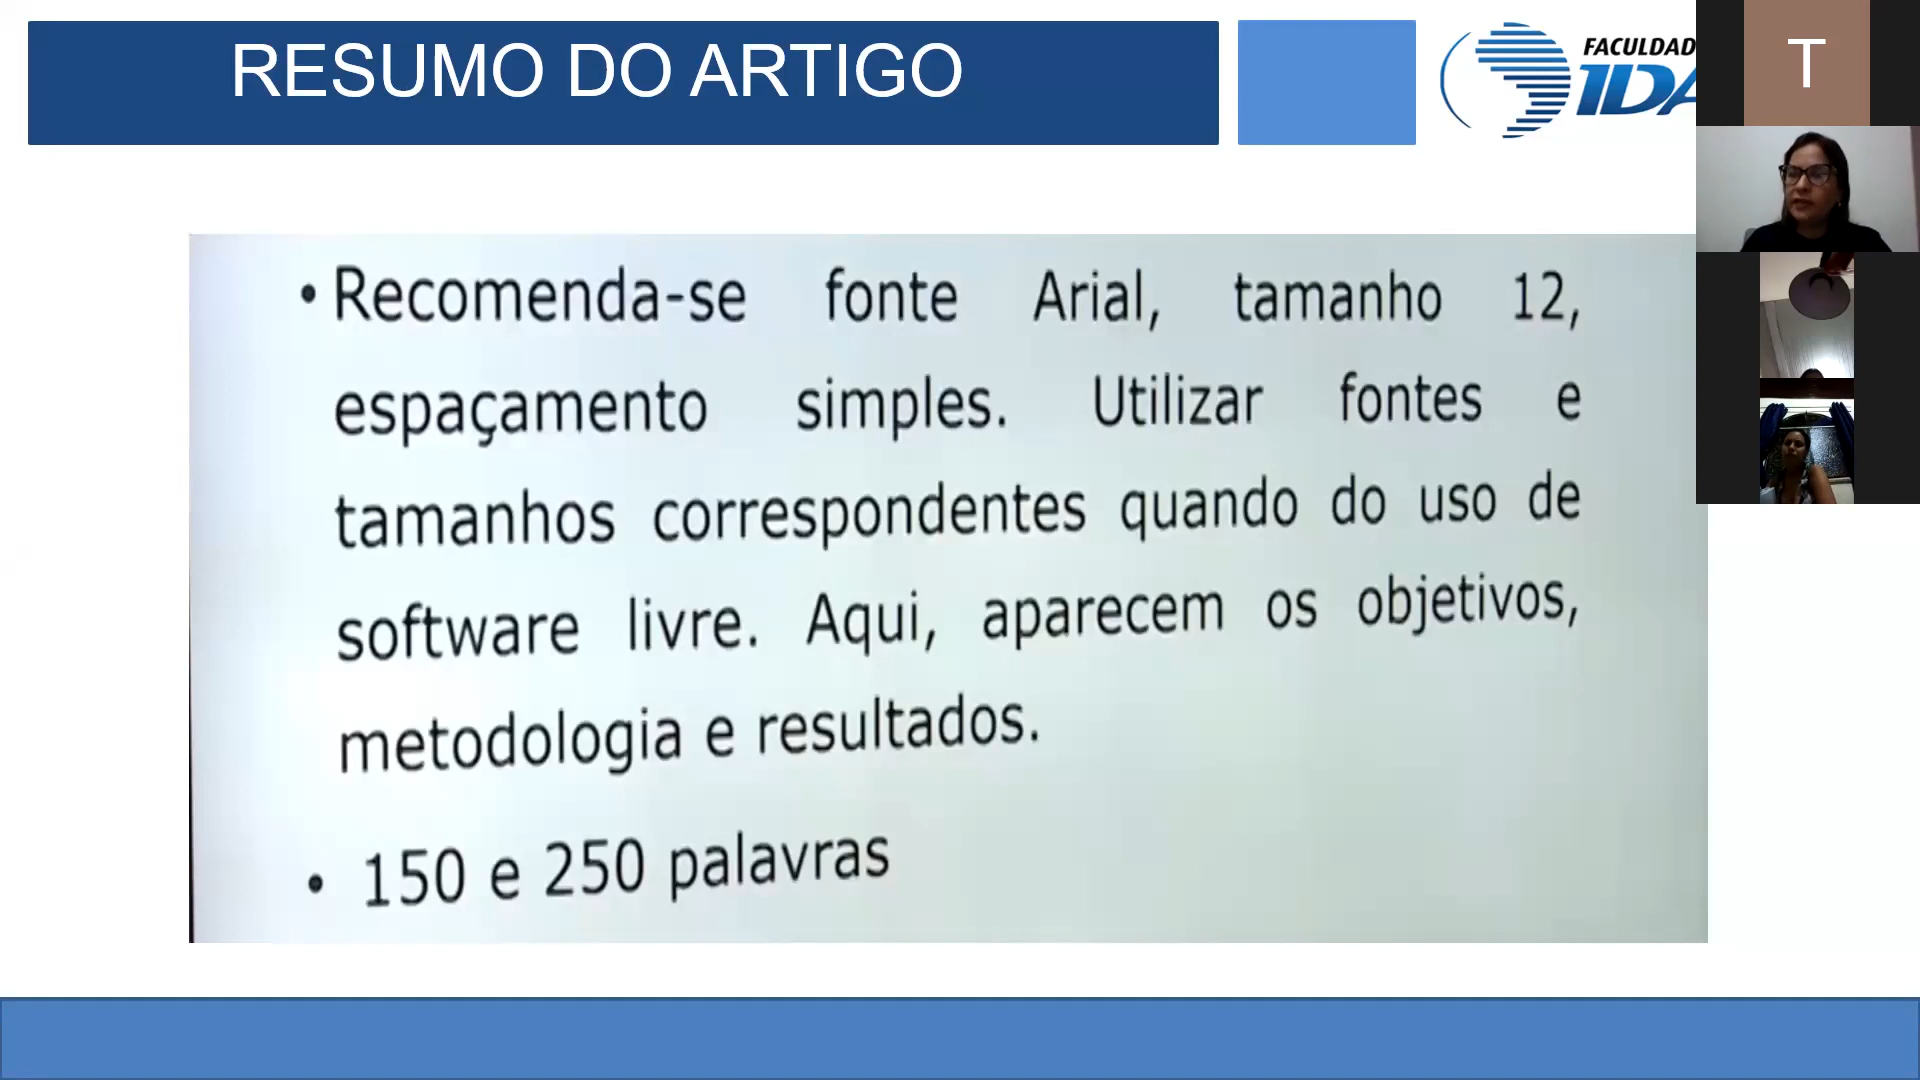 RESUMO DO ARTIGO
FACULDAD
IDA
T
• Recomenda-se fonte Arial, tamanho 12,
espaçamento simples. Utilizar fontes e
tamanhos correspondentes quando do uso de
software livre. Aqui, aparecem os objetivos,
metodologia e resultados.
• 150 e 250 palavras